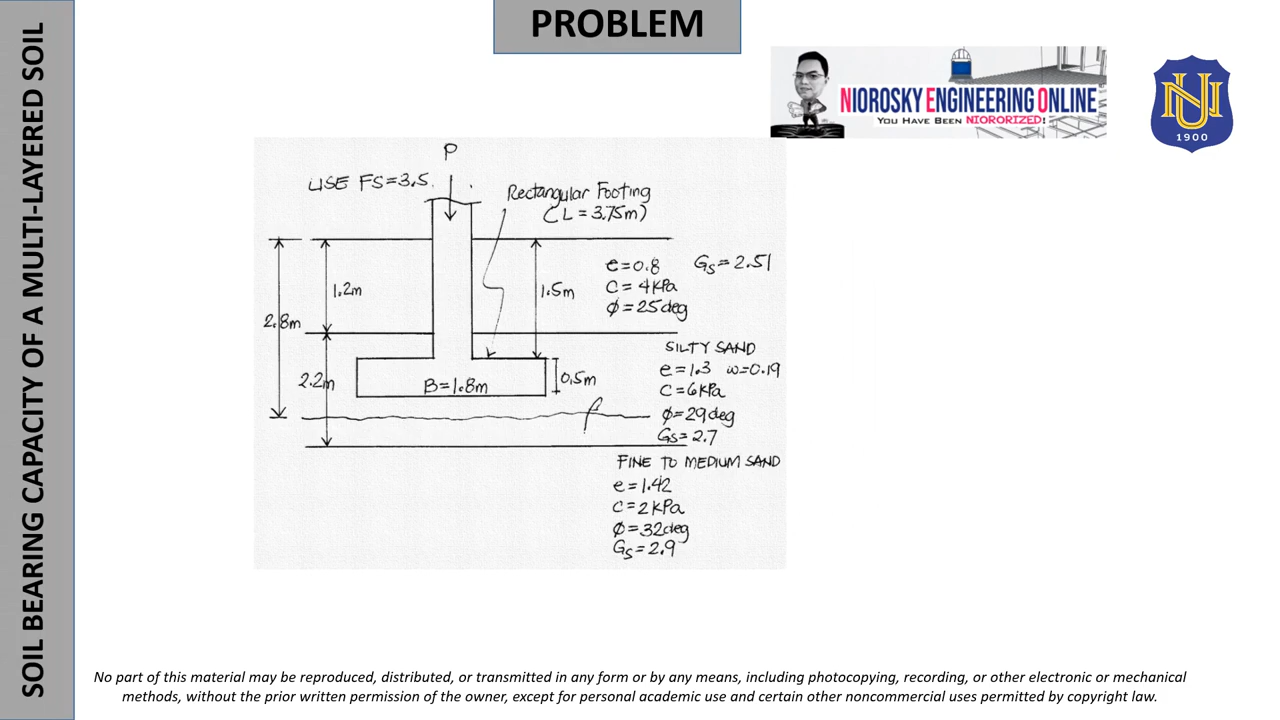 PROBLEM
SOIL BEARING CAPACITY OF A MULTI-LAYERED SOIL
NIOROSKY ENGINEERING ONLINE
YOU HAVE BEEN NIORORIZED!
NU
1900
P
USE FS=3.5.
Rectangular Footing
(L = 3.75m)
e=0.8 Gs=2.51
C= 4kPa
ϕ=25deg
1.2m
1.5m
2.8m
SILTY SAND
e=1.3 w=0.19
C=6kPa
ϕ=29deg
Gs=2.7
2.2m
B=1.8m
0.5m
FINE TO MEDIUM SAND
e=1.42
C=2kPa
ϕ=32deg
Gs=2.9
No part of this material may be reproduced, distributed, or transmitted in any form or by any means, including photocopying, recording, or other electronic or mechanical
methods, without the prior written permission of the owner, except for personal academic use and certain other noncommercial uses permitted by copyright law.